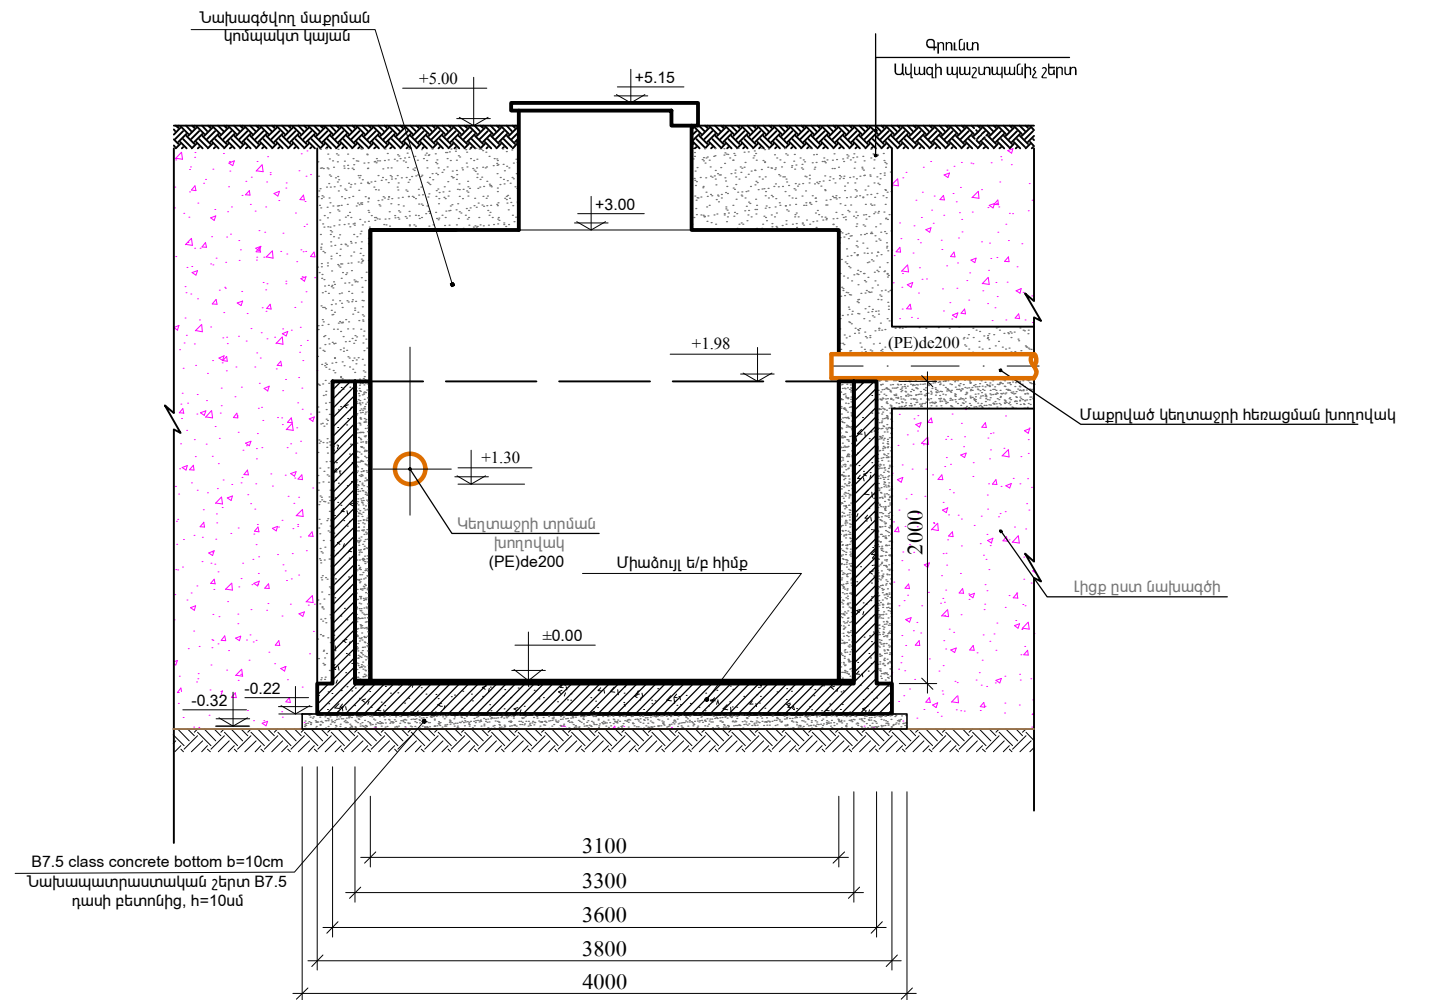 Նախագծվող մաքրման
կոմպակտ կայան
Գրունտ
Ավազի պաշտպանիչ շերտ
+5.00
+5.15
+3.00
+1.98
(PE)de200
Մաքրված կեղտաջրի հեռացման խողովակ
+1.30
Կեղտաջրի տրման
խողովակ
(PE)de200
2000
Միաձույլ ե/բ հիմք
Լիցք ըստ նախագծի
±0.00
-0.22
-0.32
3100
B7.5 class concrete bottom b=10cm
Նախապատրաստական շերտ B7.5
դասի բետոնից, h=10սմ
3300
3600
3800
4000